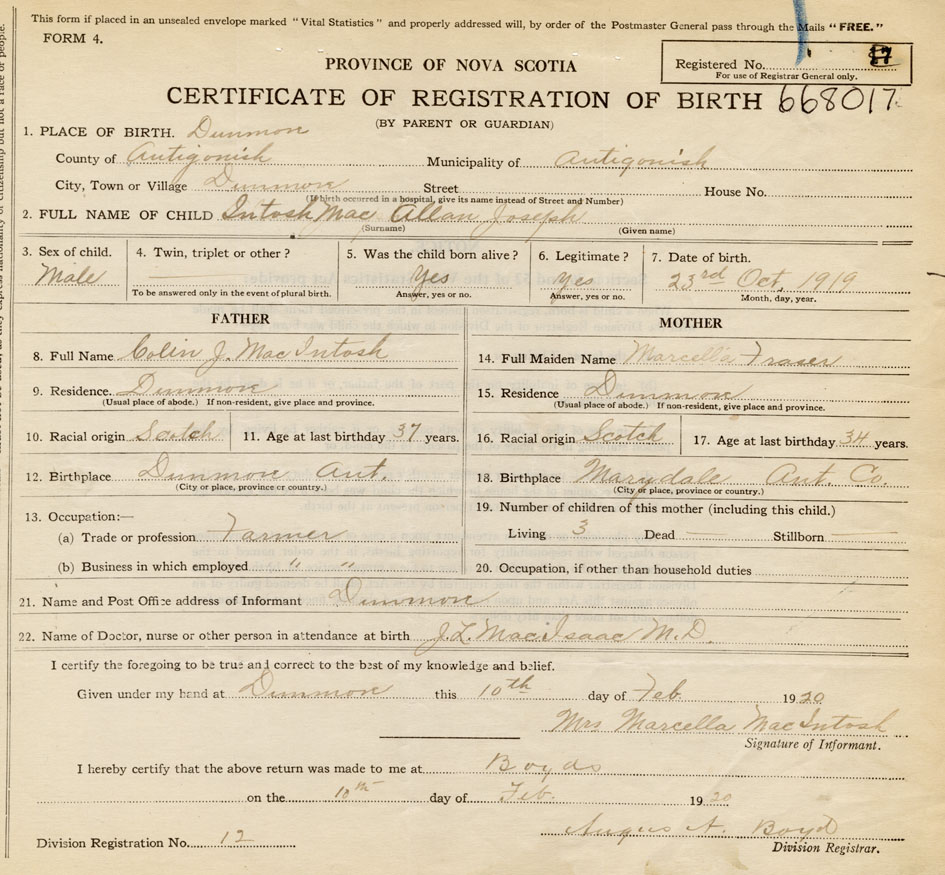 This form if placed in an unsealed envelope marked "Vital Statistics" and properly addressed will, by order of the Postmaster General pass through the Mails "FREE."
FORM 4.
Registered No. 17
For use of Registrar General only.
PROVINCE OF NOVA SCOTIA
CERTIFICATE OF REGISTRATION OF BIRTH 668017
(BY PARENT OR GUARDIAN)
1. PLACE OF BIRTH. Dunmore
County of Antigonish Municipality of Antigonish
City, Town or Village Dunmore Street House No.
(If birth occurred in a hospital, give its name instead of Street and Number)
2. FULL NAME OF CHILD Intosh Mac Allan Joseph
(Surname) (Given name)
3. Sex of child. 4. Twin, triplet or other? 5. Was the child born alive? 6. Legitimate? 7. Date of birth.
Male Yes Yes 23rd Oct, 1919
To be answered only in the event of plural birth. Answer, yes or no. Answer, yes or no. Month, day, year.
FATHER
8. Full Name Colin J. Mac Intosh
9. Residence. Dunmore
(Usual place of abode.) If non-resident, give place and province.
10. Racial origin Scotch 11. Age at last birthday 37 years.
12. Birthplace Dunmore Ant.
(City or place, province or country.)
13. Occupation:—
(a) Trade or profession Farmer
(b) Business in which employed " "
MOTHER
14. Full Maiden Name Marcella Fraser
15. Residence Dunmore
(Usual place of abode.) If non-resident, give place and province.
16. Racial origin Scotch 17. Age at last birthday 34 years.
18. Birthplace Marydale Ant. Co.
(City or place, province or country.)
19. Number of children of this mother (including this child.)
Living 3 Dead Stillborn
20. Occupation, if other than household duties
21. Name and Post Office address of Informant Dunmore
22. Name of Doctor, nurse or other person in attendance at birth J. L. MacIsaac M.D.
I certify the foregoing to be true and correct to the best of my knowledge and belief.
Given under my hand at Dunmore this 10th day of Feb 1920
Mrs Marcella MacIntosh
Signature of Informant.
I hereby certify that the above return was made to me at Boyds
on the 10th day of Feb. 1920
Angus A. Boyd
Division Registrar.
Division Registration No. 12